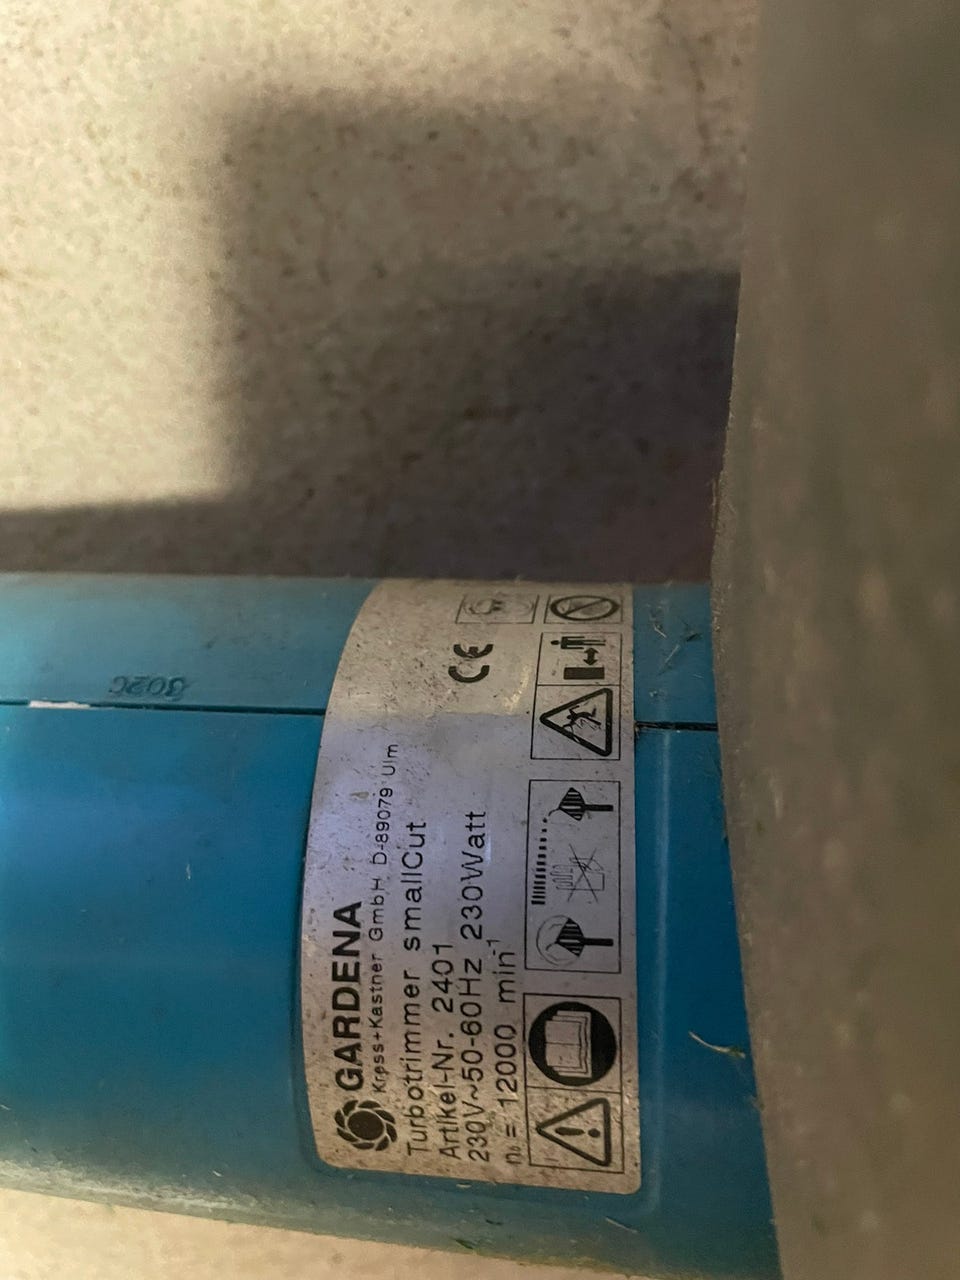 GARDENA
Kress+Kastner GmbH D-89079 Ulm
Turbotrimmer smallCut
Artikel-Nr. 2401
230V~50-60Hz 230Watt
n₀ = 12000 min⁻¹
CE